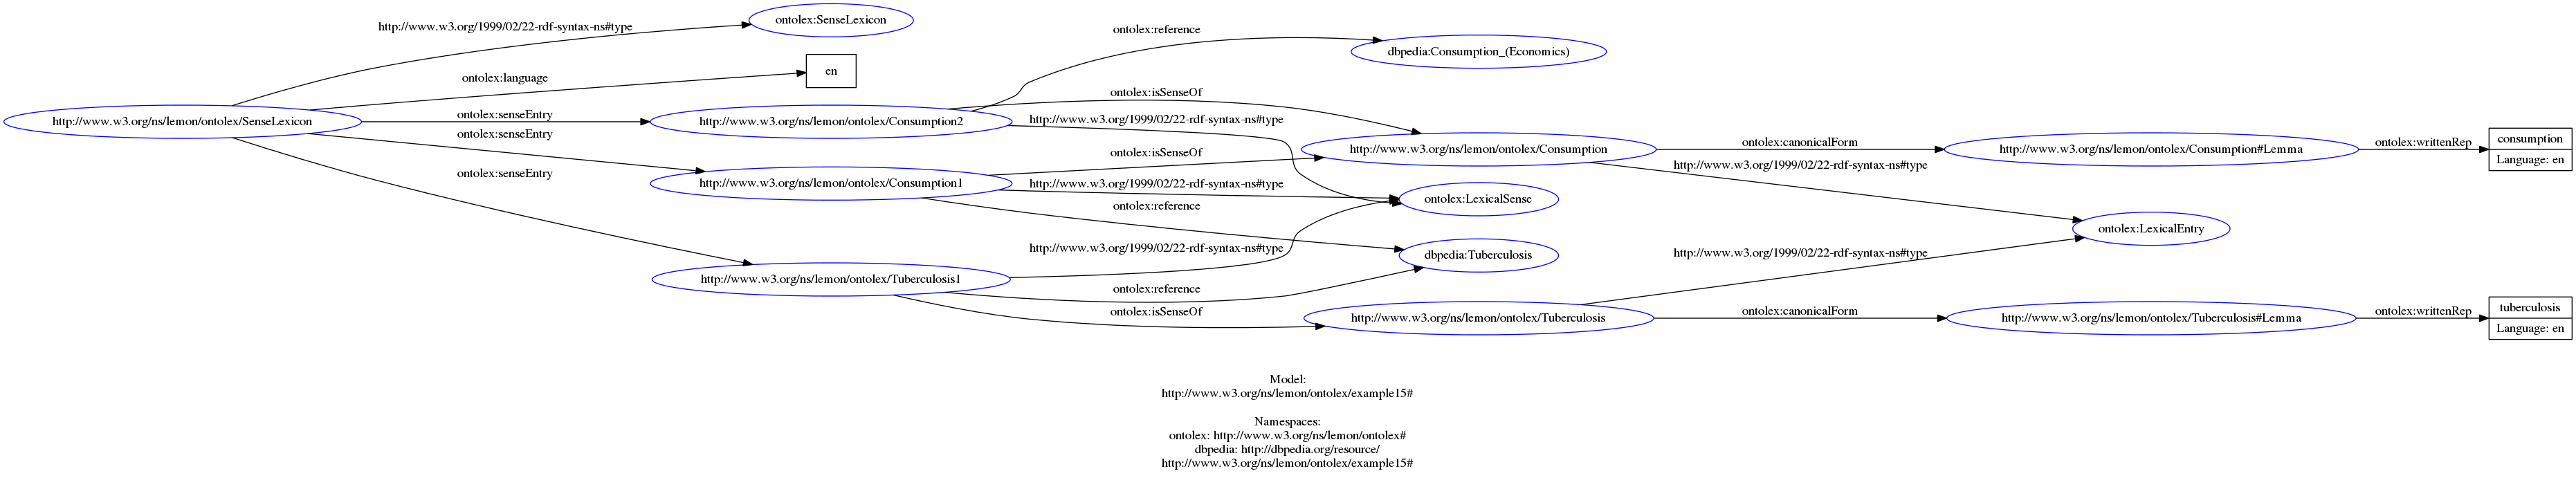 ontolex:SenseLexicon
http://www.w3.org/1999/02/22-rdf-syntax-ns#type
ontolex:reference
dbpedia:Consumption_(Economics)
en
ontolex:language
ontolex:isSenseOf
ontolex:senseEntry
http://www.w3.org/ns/lemon/ontolex/SenseLexicon
http://www.w3.org/ns/lemon/ontolex/Consumption2
http://www.w3.org/1999/02/22-rdf-syntax-ns#type
ontolex:senseEntry
ontolex:isSenseOf
http://www.w3.org/ns/lemon/ontolex/Consumption
ontolex:canonicalForm
http://www.w3.org/ns/lemon/ontolex/Consumption#Lemma
ontolex:writtenRep
consumption
Language: en
http://www.w3.org/1999/02/22-rdf-syntax-ns#type
ontolex:senseEntry
http://www.w3.org/ns/lemon/ontolex/Consumption1
http://www.w3.org/1999/02/22-rdf-syntax-ns#type
ontolex:LexicalSense
ontolex:reference
ontolex:LexicalEntry
http://www.w3.org/1999/02/22-rdf-syntax-ns#type
dbpedia:Tuberculosis
http://www.w3.org/1999/02/22-rdf-syntax-ns#type
http://www.w3.org/ns/lemon/ontolex/Tuberculosis1
ontolex:reference
ontolex:isSenseOf
http://www.w3.org/ns/lemon/ontolex/Tuberculosis
ontolex:canonicalForm
http://www.w3.org/ns/lemon/ontolex/Tuberculosis#Lemma
ontolex:writtenRep
tuberculosis
Language: en
Model:
http://www.w3.org/ns/lemon/ontolex/example15#
Namespaces:
ontolex: http://www.w3.org/ns/lemon/ontolex#
dbpedia: http://dbpedia.org/resource/
http://www.w3.org/ns/lemon/ontolex/example15#